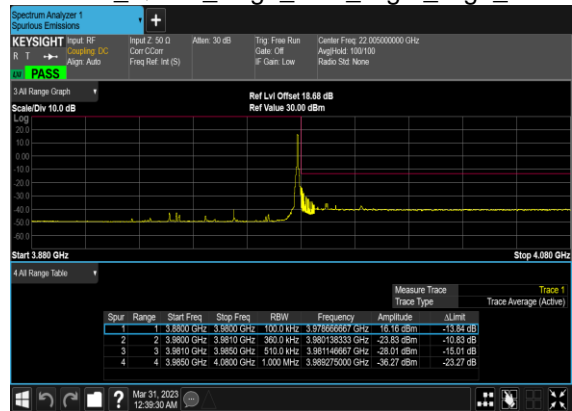 Spectrum Analyzer 1
Spurious Emissions
+
KEYSIGHT Input: RF Input Z: 50 Ω Atten: 30 dB Trig: Free Run Center Freq: 22.005000000 GHz
R T Coupling: DC Corr CCorr Gate: Off Avg|Hold: 100/100
Align: Auto Freq Ref: Int (S) IF Gain: Low Radio Std: None
LW PASS
3 All Range Graph
Ref Lvl Offset 18.68 dB
Scale/Div 10.0 dB Ref Value 30.00 dBm
Log
20.0
10.0
0.00
-10.0
-20.0
-30.0
-40.0
-50.0
-60.0
Start 3.880 GHz Stop 4.080 GHz
4 All Range Table
Measure Trace Trace 1
Trace Type Trace Average (Active)
Spur Range Start Freq Stop Freq RBW Frequency Amplitude ΔLimit
1 1 3.8800 GHz 3.9800 GHz 100.0 kHz 3.978666667 GHz 16.16 dBm -13.84 dB
2 2 3.9800 GHz 3.9810 GHz 360.0 kHz 3.980138333 GHz -23.83 dBm -10.83 dB
3 3 3.9810 GHz 3.9850 GHz 510.0 kHz 3.981146667 GHz -28.01 dBm -15.01 dB
4 4 3.9850 GHz 4.0800 GHz 1.000 MHz 3.989275000 GHz -36.27 dBm -23.27 dB
? Mar 31, 2023
12:39:30 AM